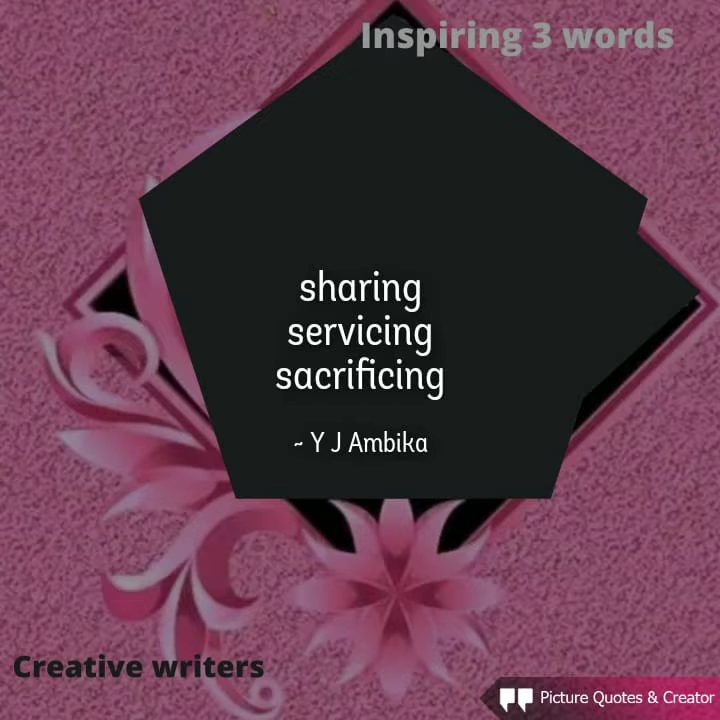 Inspiring 3 words
sharing
servicing
sacrificing
~ Y J Ambika
Creative writers
Picture Quotes & Creator